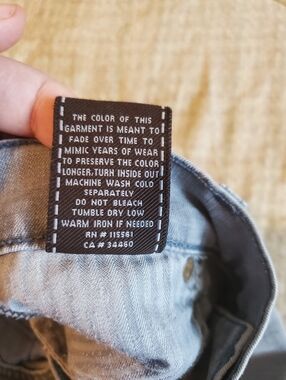 THE COLOR OF THIS
GARMENT IS MEANT TO
FADE OVER TIME TO
MIMIC YEARS OF WEAR
TO PRESERVE THE COLOR
LONGER,TURN INSIDE OUT
MACHINE WASH COLD
SEPARATELY
DO NOT BLEACH
TUMBLE DRY LOW
WARM IRON IF NEEDED
RN # 115561
CA # 34460